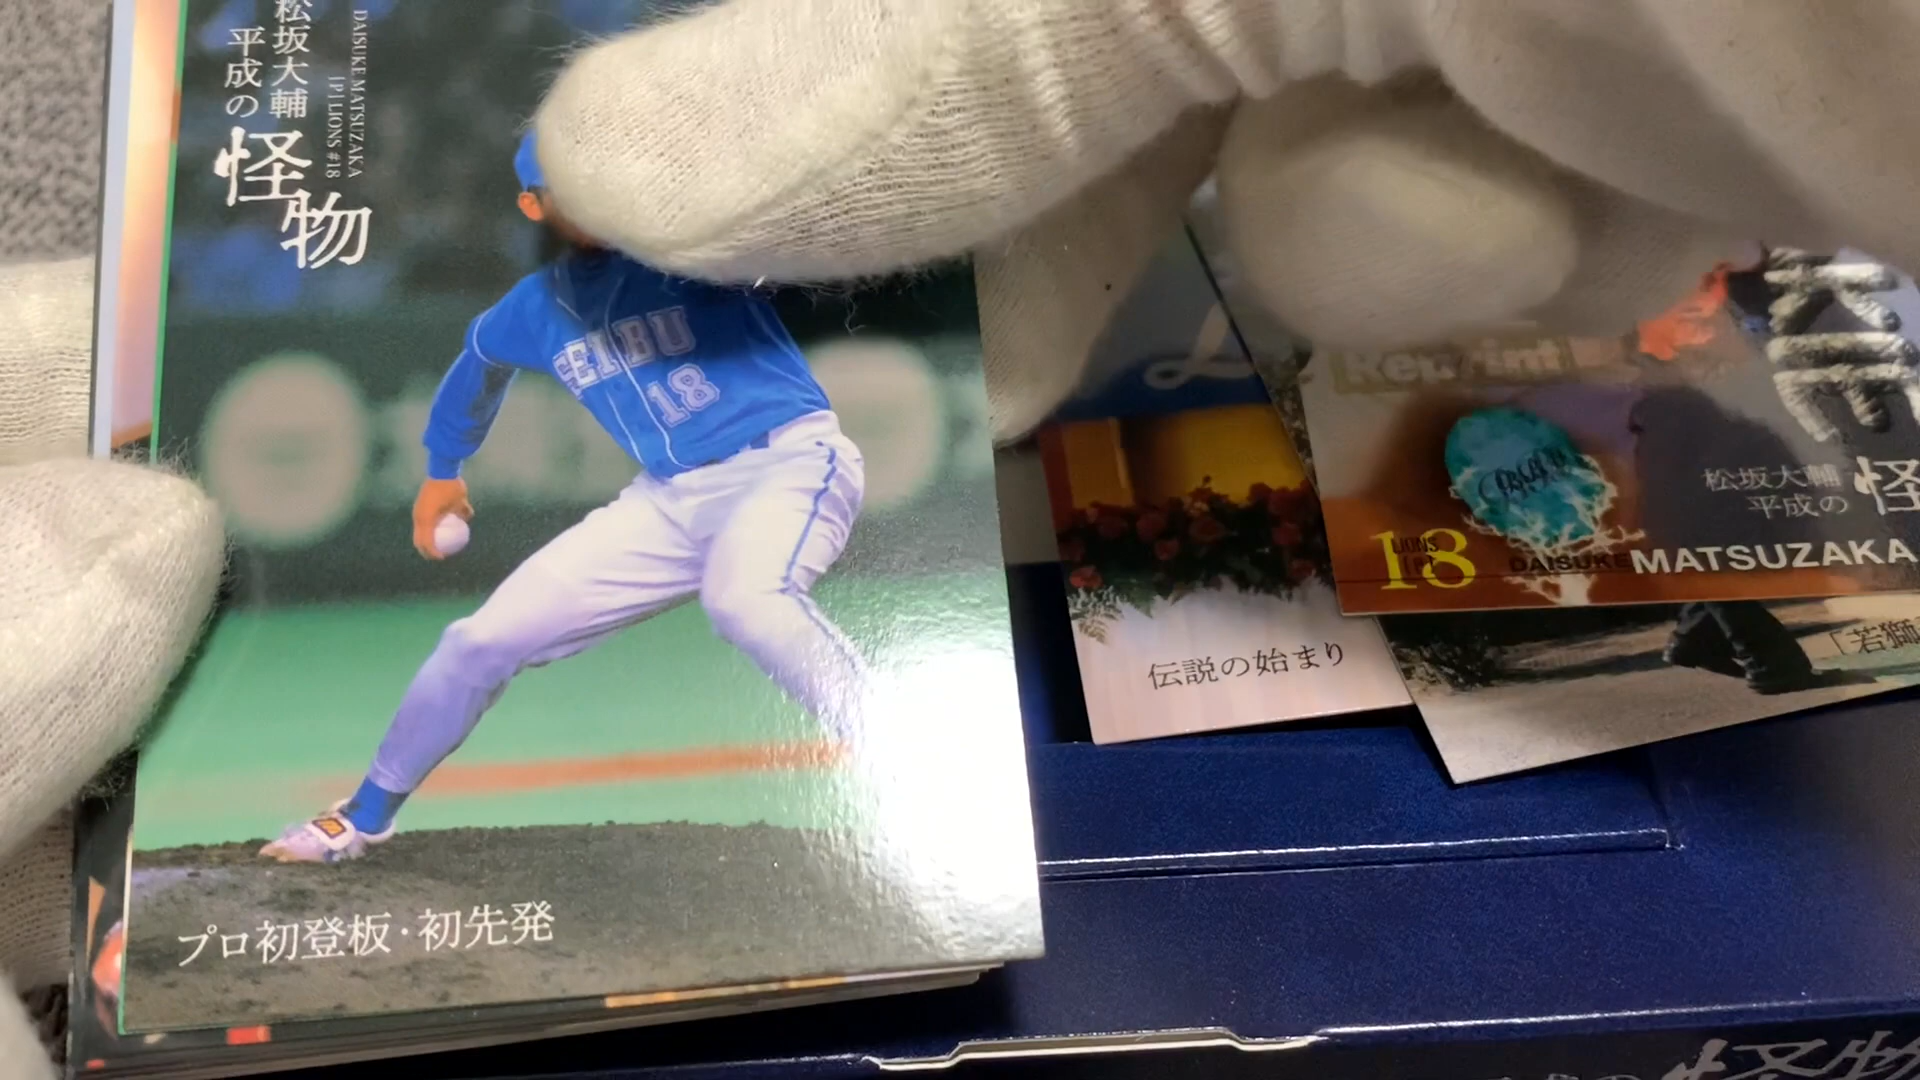 松坂大輔
平成の
怪物
DAISUKE MATSUZAKA
[P] LIONS #18
SEIBU
18
プロ初登板・初先発
伝説の始まり
Reprint
松坂大輔
平成の
怪
18
LIONS
[P]
DAISUKE MATSUZAKA
「若獅
怪物